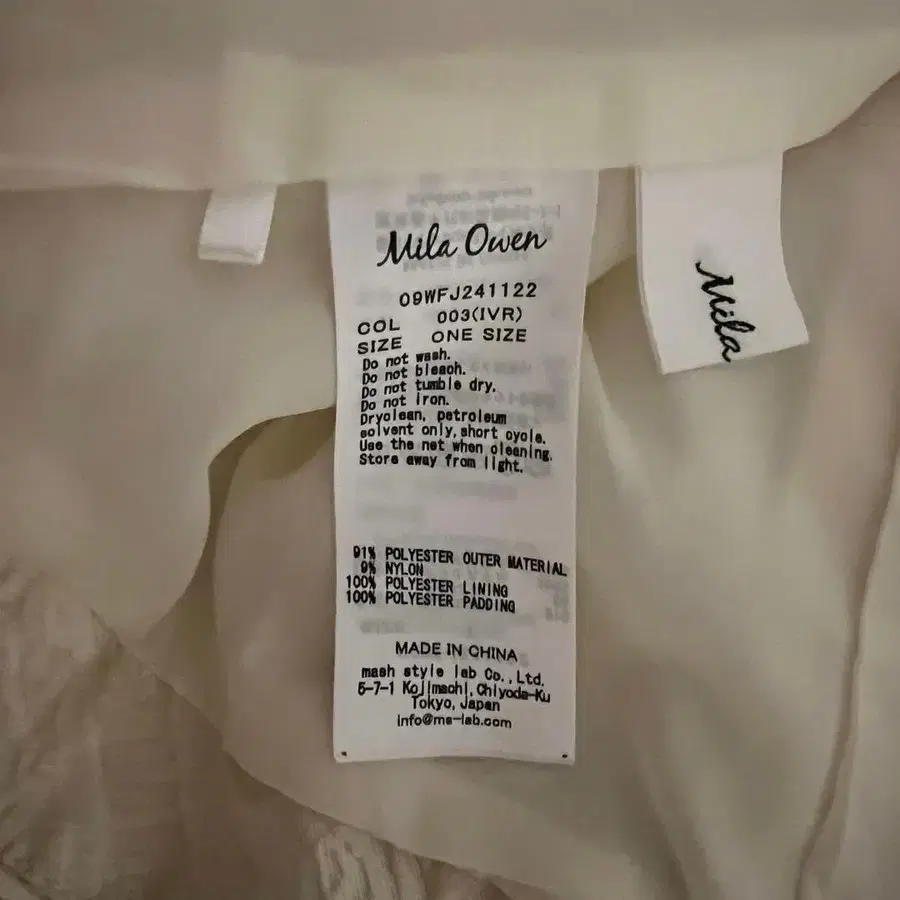 Mila Owen
09WFJ241122
COL 003(IVR)
SIZE ONE SIZE
Do not wash.
Do not bleach.
Do not tumble dry.
Do not iron.
Dryclean, petroleum
solvent only,short cycle.
Use the net when cleaning.
Store away from light.
91% POLYESTER OUTER MATERIAL
9% NYLON
100% POLYESTER LINING
100% POLYESTER PADDING
MADE IN CHINA
mash style lab Co.,Ltd.
5-7-1 Kojimachi,Chiyoda-Ku
Tokyo,Japan
info@ms-lab.com
Mila